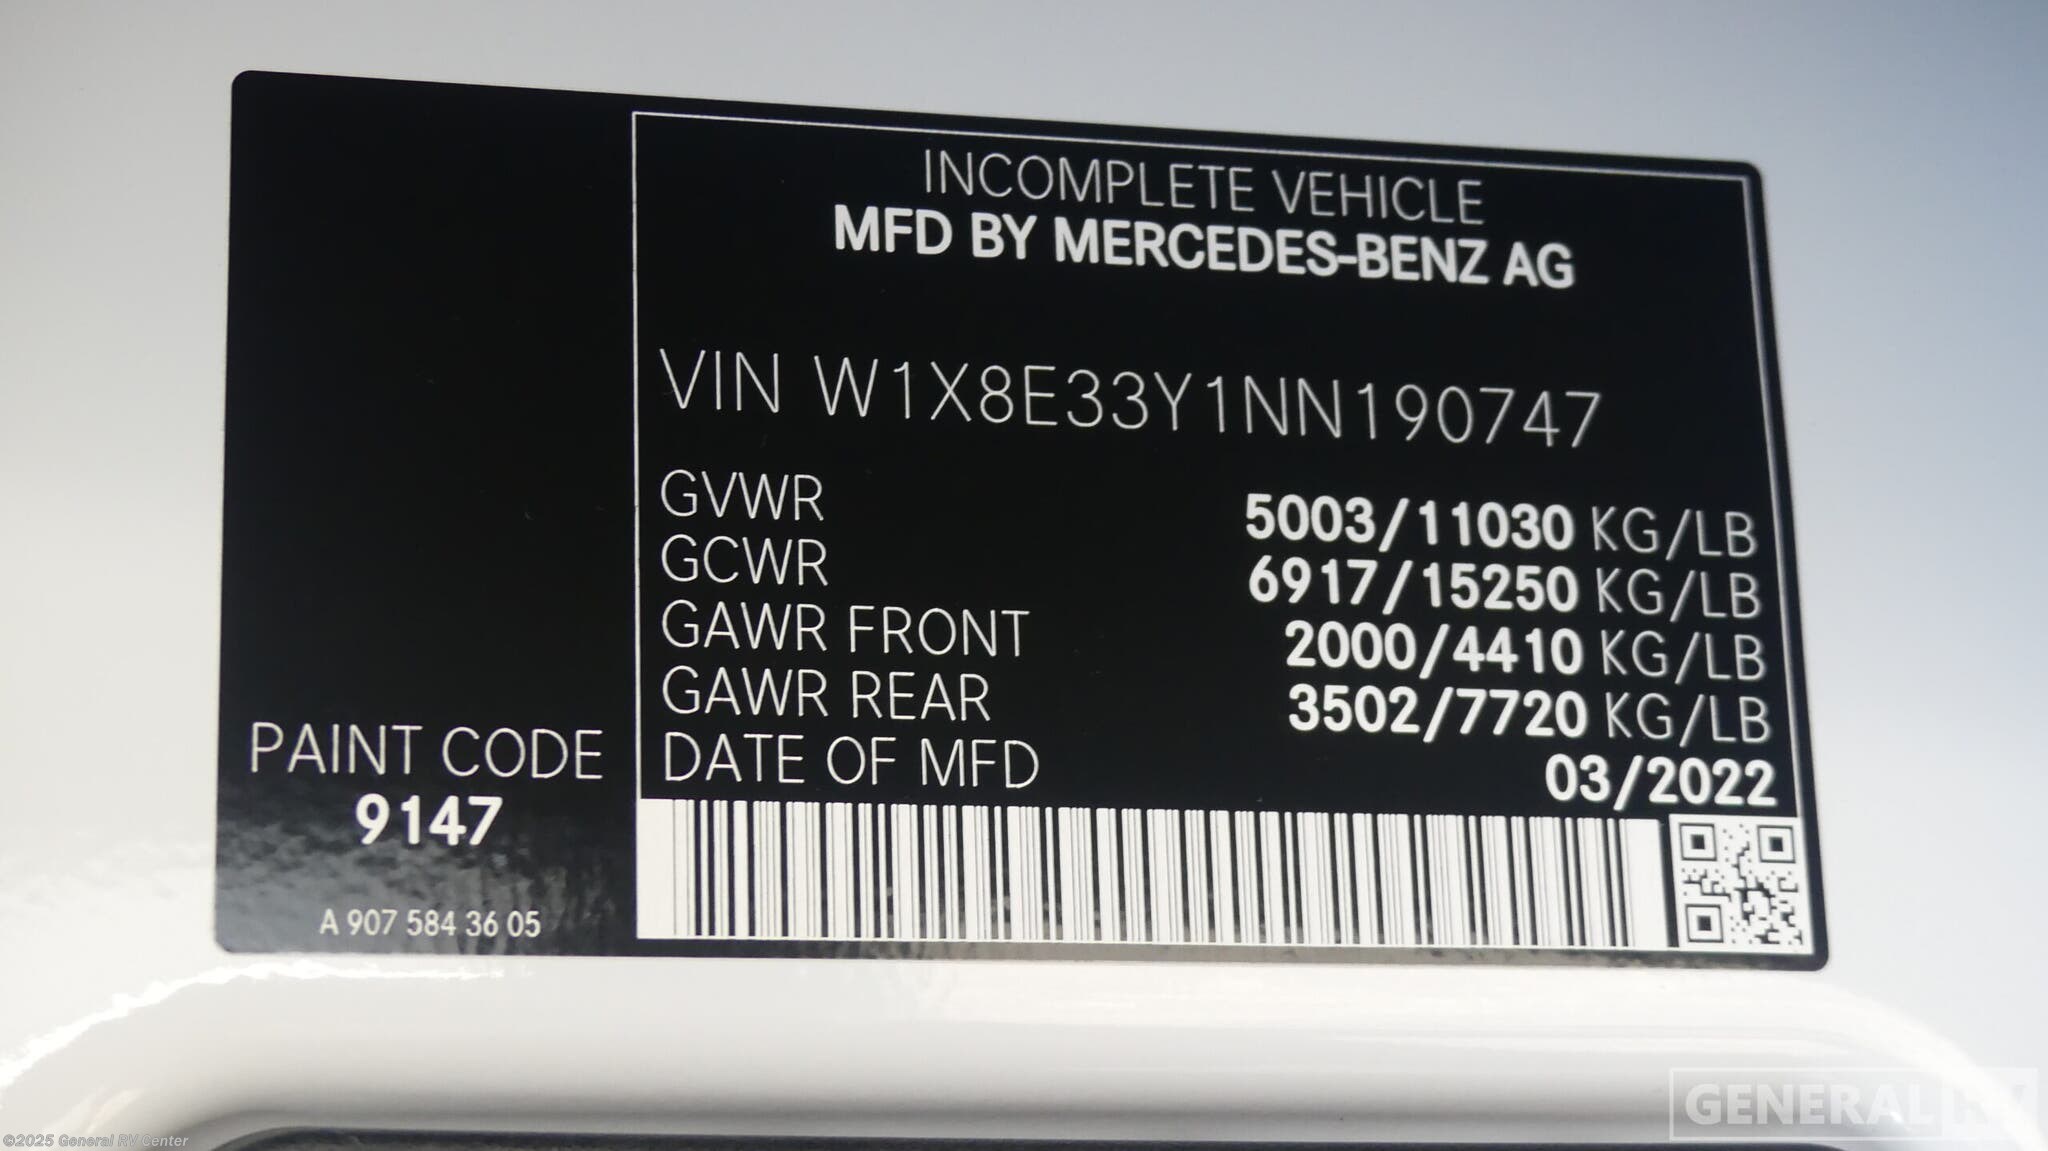 INCOMPLETE VEHICLE
MFD BY MERCEDES-BENZ AG
VIN W1X8E33Y1NN190747
GVWR 5003/11030 KG/LB
GCWR 6917/15250 KG/LB
GAWR FRONT 2000/4410 KG/LB
GAWR REAR 3502/7720 KG/LB
DATE OF MFD 03/2022
PAINT CODE
9147
A 907 584 36 05
GENERAL RV
©2025 General RV Center